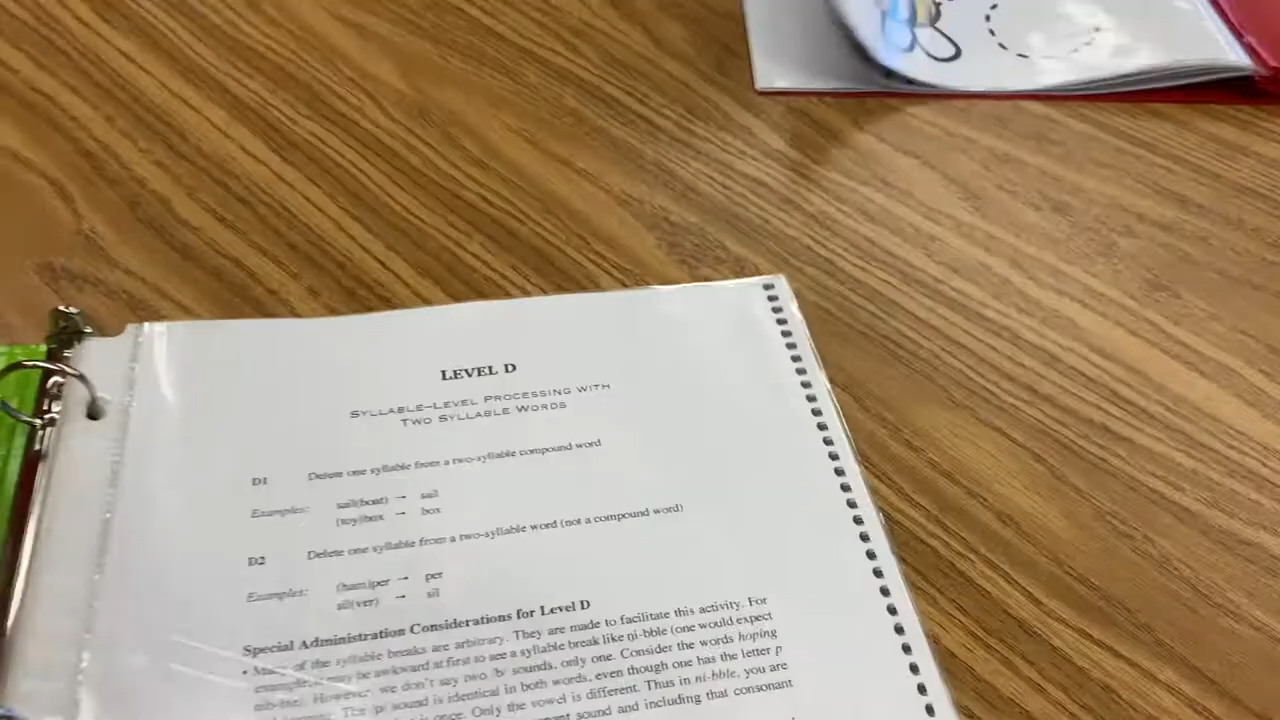 LEVEL D
SYLLABLE-LEVEL PROCESSING WITH
TWO SYLLABLE WORDS
D1 Delete one syllable from a two-syllable compound word
Examples: sail(boat) → sail
(toy)box → box
D2 Delete one syllable from a two-syllable word (not a compound word)
Examples: (ham)per → per
sil(ver) → sil
Special Administration Considerations for Level D
• Many of the syllable breaks are arbitrary. They are made to facilitate this activity. For
may be awkward at first to see a syllable break like ni-bble (one would expect
However, we don't say two /b/ sounds, only one. Consider the words hoping
The /p/ sound is identical in both words, even though one has the letter p
once. Only the vowel is different. Thus in ni-bble, you are
sound and including that consonant